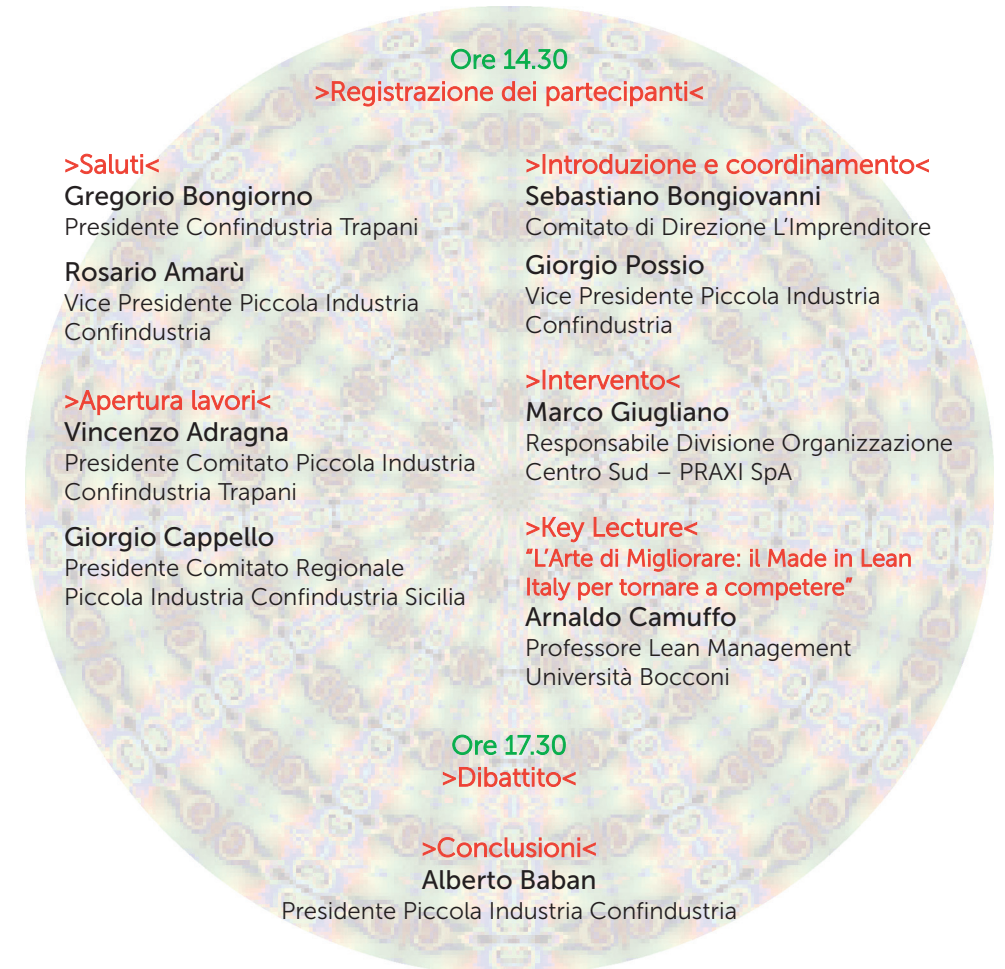 Ore 14.30
>Registrazione dei partecipanti<
>Saluti<
Gregorio Bongiorno
Presidente Confindustria Trapani
Rosario Amarù
Vice Presidente Piccola Industria
Confindustria
>Apertura lavori<
Vincenzo Adragna
Presidente Comitato Piccola Industria
Confindustria Trapani
Giorgio Cappello
Presidente Comitato Regionale
Piccola Industria Confindustria Sicilia
>Introduzione e coordinamento<
Sebastiano Bongiovanni
Comitato di Direzione L'Imprenditore
Giorgio Possio
Vice Presidente Piccola Industria
Confindustria
>Intervento<
Marco Giugliano
Responsabile Divisione Organizzazione
Centro Sud – PRAXI SpA
>Key Lecture<
"L'Arte di Migliorare: il Made in Lean
Italy per tornare a competere"
Arnaldo Camuffo
Professore Lean Management
Università Bocconi
Ore 17.30
>Dibattito<
>Conclusioni<
Alberto Baban
Presidente Piccola Industria Confindustria